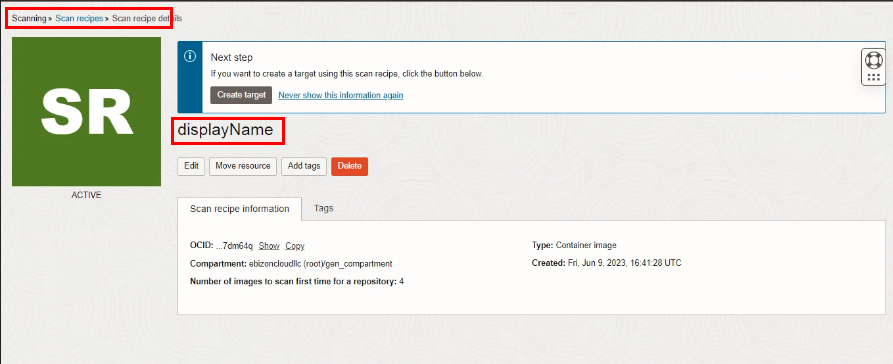 Scanning » Scan recipes » Scan recipe details
SR
ACTIVE
Next step
If you want to create a target using this scan recipe, click the button below.
Create target Never show this information again
displayName
Edit Move resource Add tags Delete
Scan recipe information Tags
OCID: ...7dm64q Show Copy
Compartment: ebizoncloudllc (root)/gen_compartment
Number of images to scan first time for a repository: 4
Type: Container image
Created: Fri, Jun 9, 2023, 16:41:28 UTC